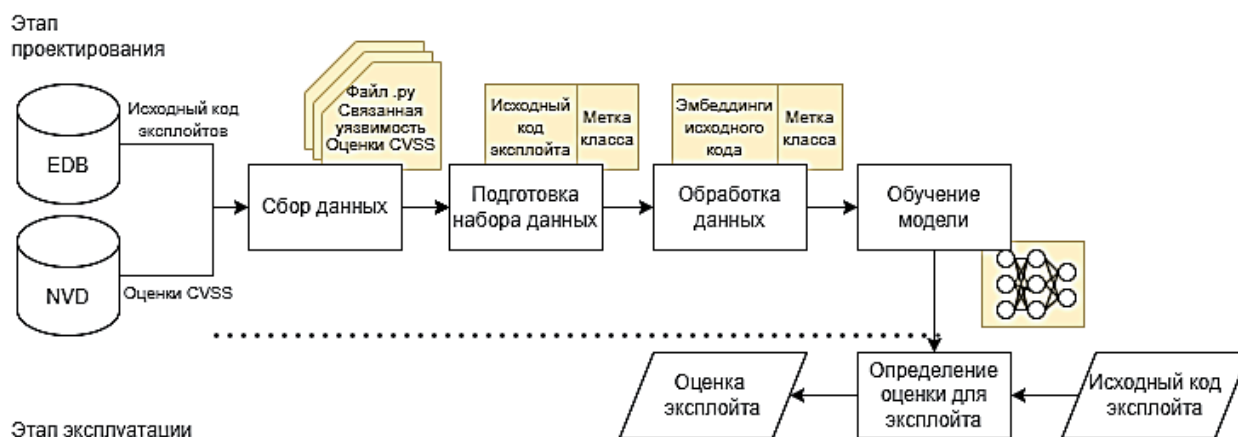 Этап
проектирования
Исходный код
эксплойтов
EDB
NVD
Оценки CVSS
Файл .py
Связанная
уязвимость
Оценки CVSS
Сбор данных
Исходный
код
эксплойта
Метка
класса
Подготовка
набора данных
Эмбеддинги
исходного
кода
Метка
класса
Обработка
данных
Обучение
модели
Оценка
эксплойта
Определение
оценки для
эксплойта
Исходный код
эксплойта
Этап эксплуатации